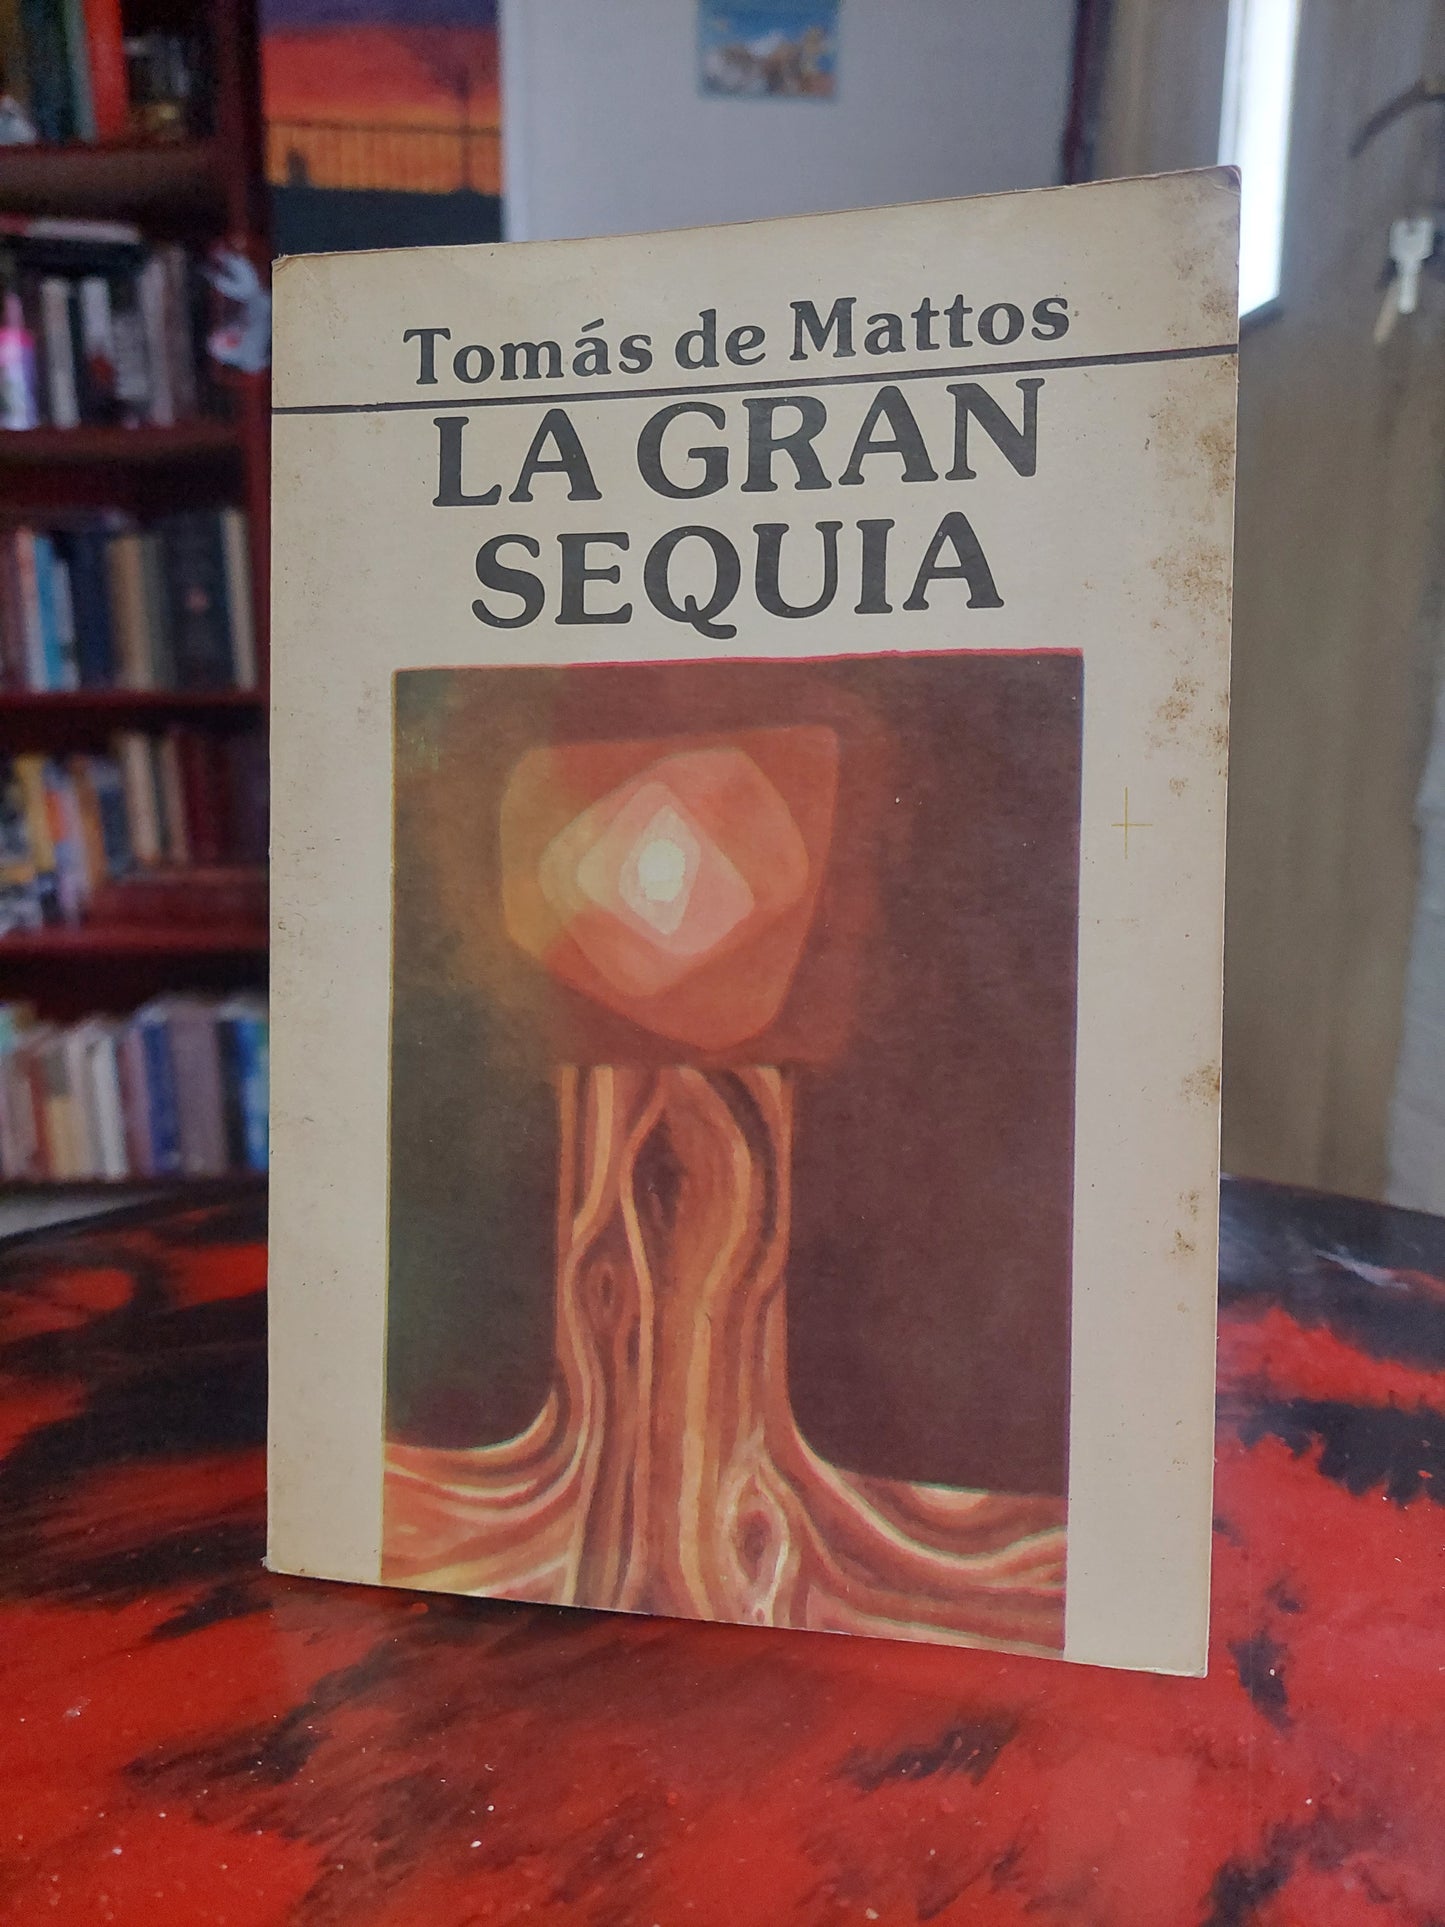 Tomás de Mattos
LA GRAN
SEQUIA